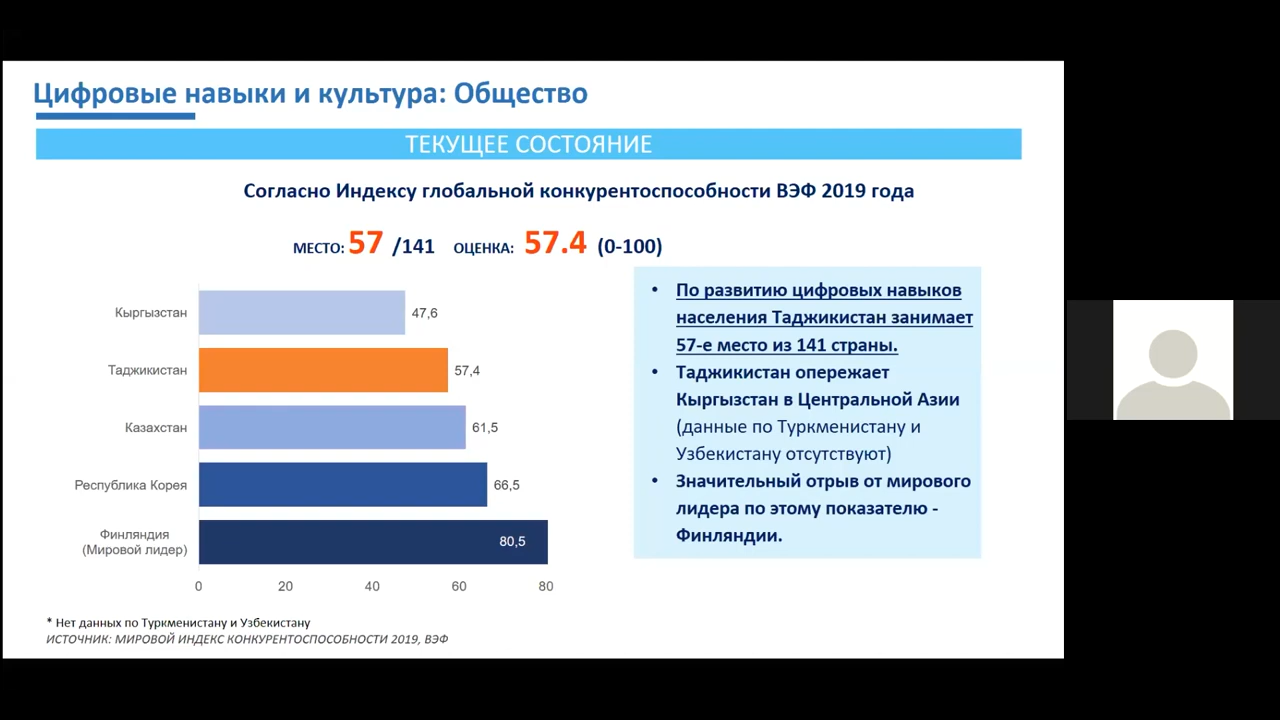 Цифровые навыки и культура: Общество
ТЕКУЩЕЕ СОСТОЯНИЕ
Согласно Индексу глобальной конкурентоспособности ВЭФ 2019 года
МЕСТО: 57 /141 ОЦЕНКА: 57.4 (0-100)
Кыргызстан 47,6
Таджикистан 57,4
Казахстан 61,5
Республика Корея 66,5
Финляндия
(Мировой лидер) 80,5
0 20 40 60 80
• По развитию цифровых навыков
населения Таджикистан занимает
57-е место из 141 страны.
• Таджикистан опережает
Кыргызстан в Центральной Азии
(данные по Туркменистану и
Узбекистану отсутствуют)
• Значительный отрыв от мирового
лидера по этому показателю -
Финляндии.
* Нет данных по Туркменистану и Узбекистану
ИСТОЧНИК: МИРОВОЙ ИНДЕКС КОНКУРЕНТОСПОСОБНОСТИ 2019, ВЭФ